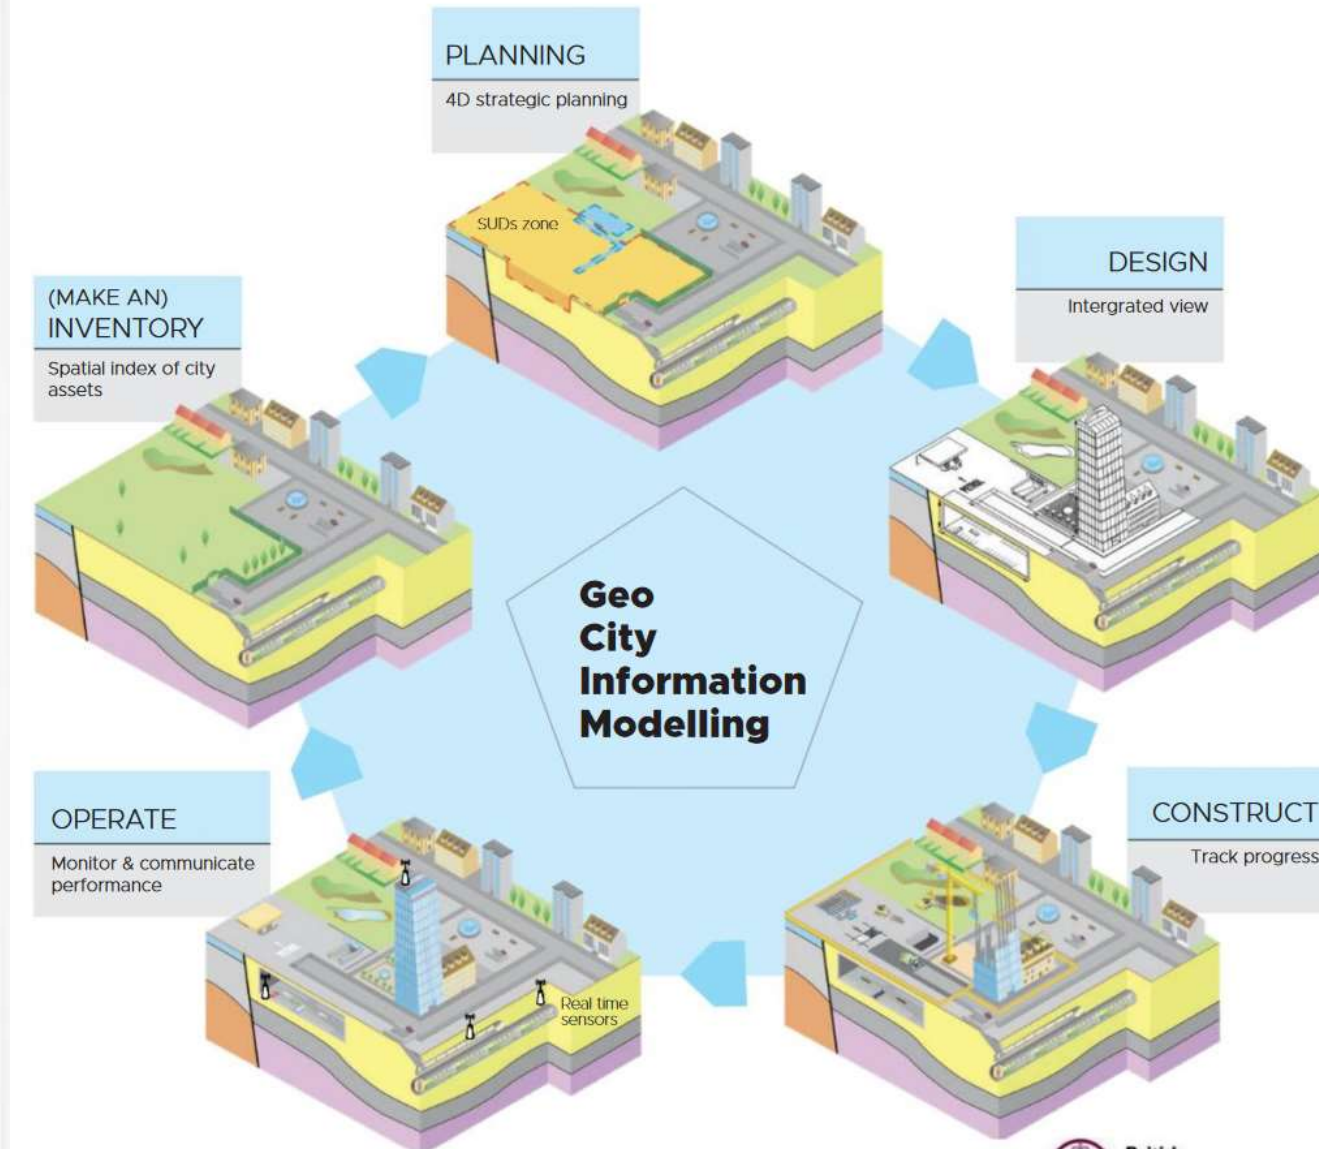 PLANNING
4D strategic planning
SUDs zone
DESIGN
Intergrated view
(MAKE AN)
INVENTORY
Spatial index of city
assets
Geo
City
Information
Modelling
OPERATE
Monitor & communicate
performance
Real time
sensors
CONSTRUCT
Track progress